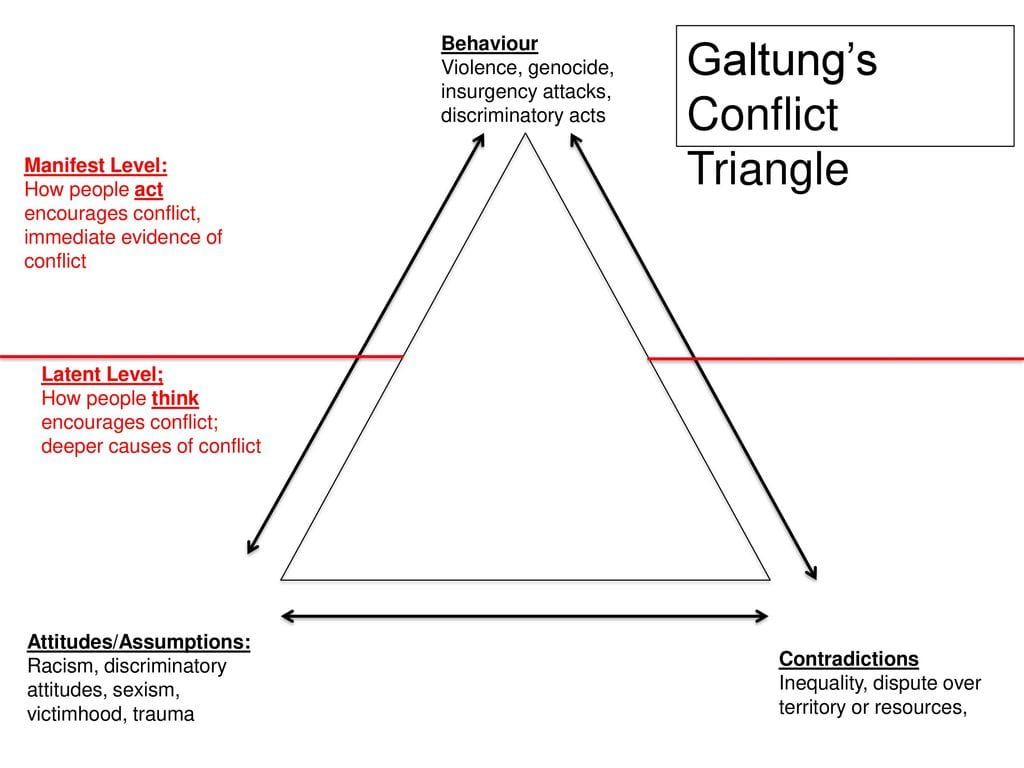 Behaviour
Violence, genocide,
insurgency attacks,
discriminatory acts
Galtung’s
Conflict
Triangle
Manifest Level:
How people act
encourages conflict,
immediate evidence of
conflict
Latent Level;
How people think
encourages conflict;
deeper causes of conflict
Attitudes/Assumptions:
Racism, discriminatory
attitudes, sexism,
victimhood, trauma
Contradictions
Inequality, dispute over
territory or resources,